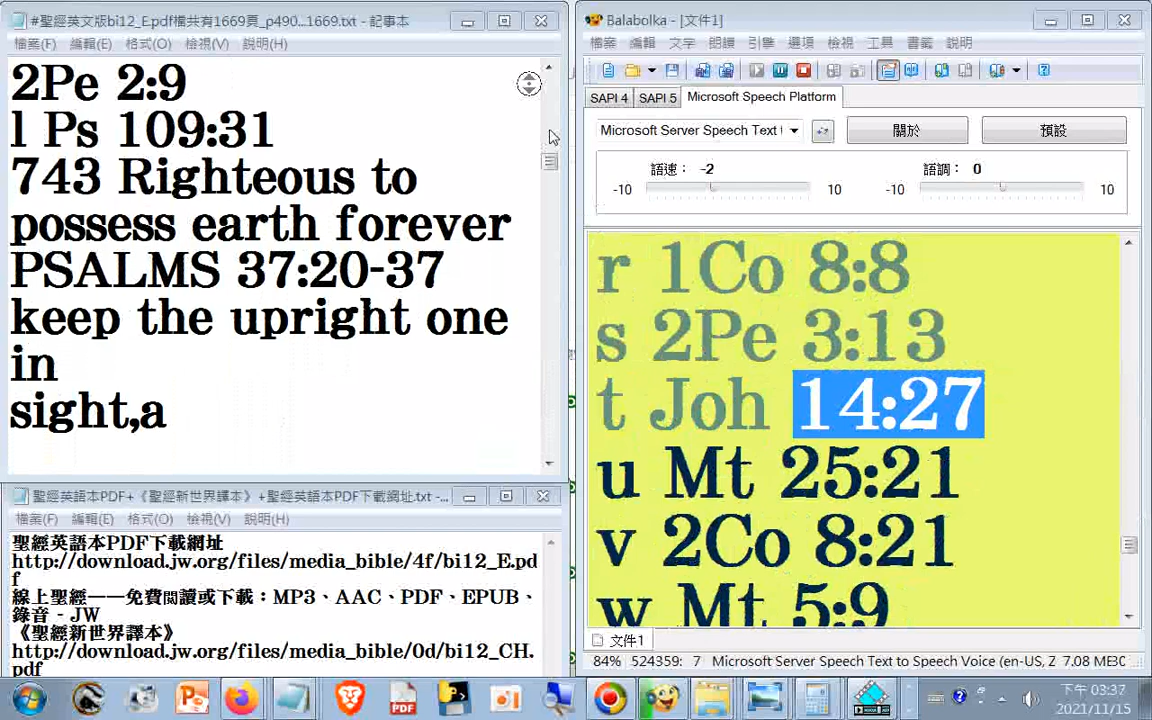 #聖經英文版bi12_E.pdf檔共有1669頁_p490...1669.txt - 記事本
檔案(F) 編輯(E) 格式(O) 檢視(V) 說明(H)
2Pe 2:9
l Ps 109:31
743 Righteous to
possess earth forever
PSALMS 37:20-37
keep the upright one
in
sight,a
聖經英語本PDF+《聖經新世界譯本》+聖經英語本PDF下載網址.txt -...
檔案(F) 編輯(E) 格式(O) 檢視(V) 說明(H)
聖經英語本PDF下載網址
http://download.jw.org/files/media_bible/4f/bi12_E.pd
f
線上聖經——免費閱讀或下載：MP3、AAC、PDF、EPUB、
錄音 - JW
《聖經新世界譯本》
http://download.jw.org/files/media_bible/0d/bi12_CH.
pdf
Balabolka - [文件1]
檔案 編輯 文字 朗讀 引擎 選項 檢視 工具 書籤 說明
SAPI 4 SAPI 5 Microsoft Speech Platform
Microsoft Server Speech Text 關於 預設
語速： -2 語調： 0
-10 10 -10 10
r 1Co 8:8
s 2Pe 3:13
t Joh 14:27
u Mt 25:21
v 2Co 8:21
w Mt 5:9
文件1
84% 524359: 7 Microsoft Server Speech Text to Speech Voice (en-US, Z 7.08 MB
PDF
下午 03:37
2021/11/15